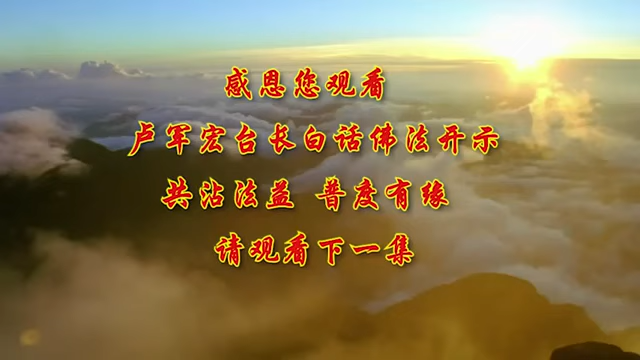 感恩您观看
卢军宏台长白话佛法开示
共沾法益 普度有缘
请观看下一集